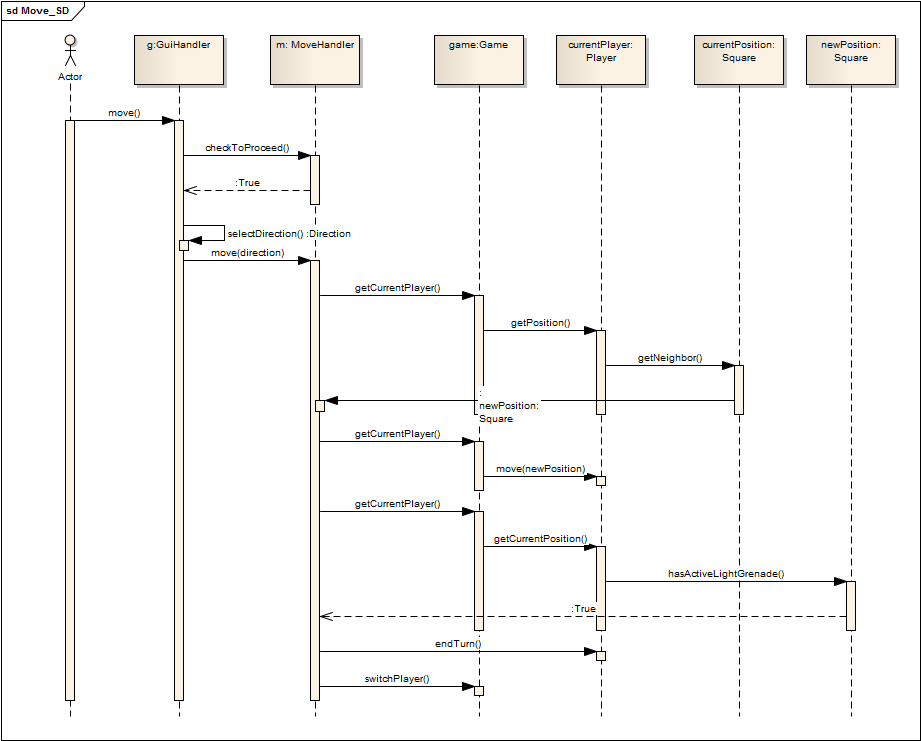 sd Move_SD
g:GuiHandler
m: MoveHandler
game:Game
currentPlayer:
Player
currentPosition:
Square
newPosition:
Square
Actor
move()
checkToProceed()
:True
selectDirection() :Direction
move(direction)
getCurrentPlayer()
getPosition()
getNeighbor()
:
newPosition:
Square
getCurrentPlayer()
move(newPosition)
getCurrentPlayer()
getCurrentPosition()
hasActiveLightGrenade()
:True
endTurn()
switchPlayer()